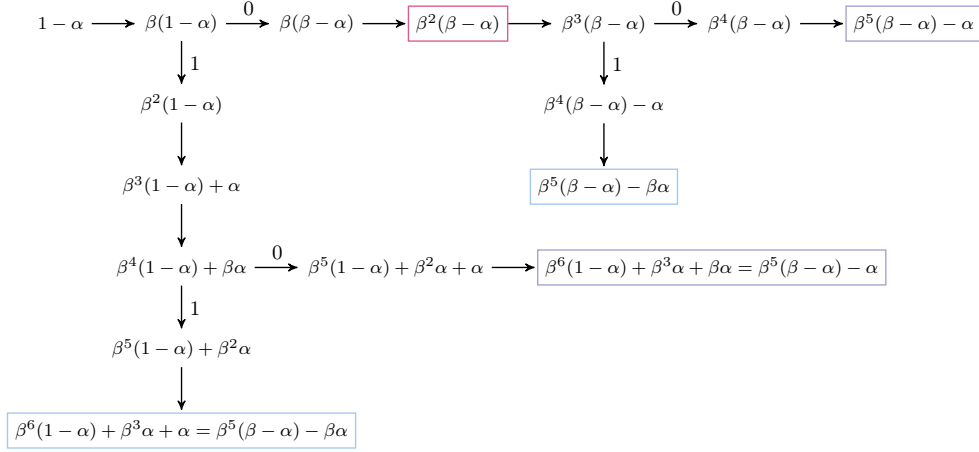 1 − α β(1 − α) 0 β(β − α) β²(β − α) β³(β − α) 0 β⁴(β − α) β⁵(β − α) − α
1 1
β²(1 − α) β⁴(β − α) − α
β³(1 − α) + α β⁵(β − α) − βα
β⁴(1 − α) + βα 0 β⁵(1 − α) + β²α + α β⁶(1 − α) + β³α + βα = β⁵(β − α) − α
1
β⁵(1 − α) + β²α
β⁶(1 − α) + β³α + α = β⁵(β − α) − βα